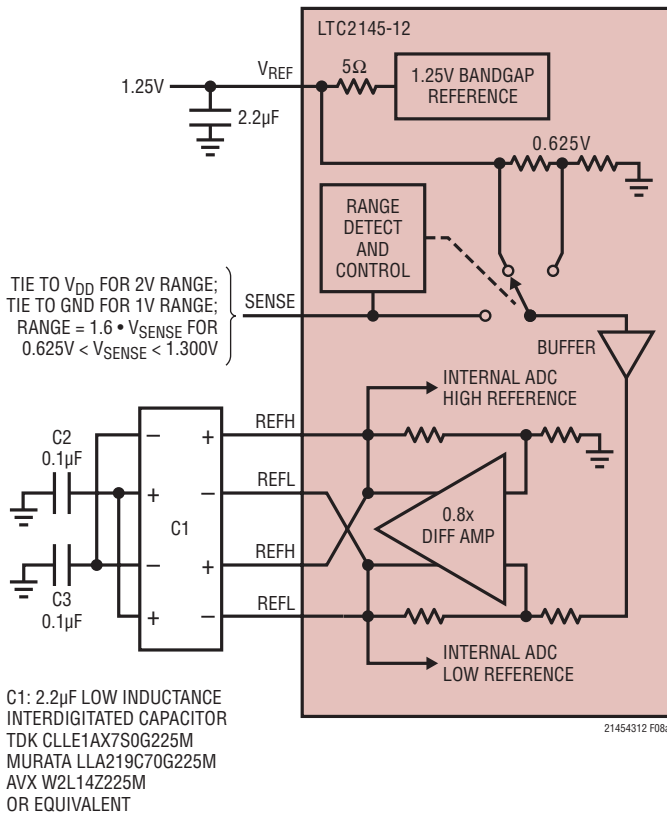 LTC2145-12
1.25V
VREF
5Ω
1.25V BANDGAP
REFERENCE
2.2µF
0.625V
RANGE
DETECT
AND
CONTROL
TIE TO VDD FOR 2V RANGE;
TIE TO GND FOR 1V RANGE;
RANGE = 1.6 • VSENSE FOR
0.625V < VSENSE < 1.300V
SENSE
BUFFER
INTERNAL ADC
HIGH REFERENCE
C2
0.1µF
C3
0.1µF
C1
–
+
–
+
+
–
+
–
REFH
REFL
REFH
REFL
0.8x
DIFF AMP
INTERNAL ADC
LOW REFERENCE
C1: 2.2µF LOW INDUCTANCE
INTERDIGITATED CAPACITOR
TDK CLLE1AX7S0G225M
MURATA LLA219C70G225M
AVX W2L14Z225M
OR EQUIVALENT
21454312 F08a